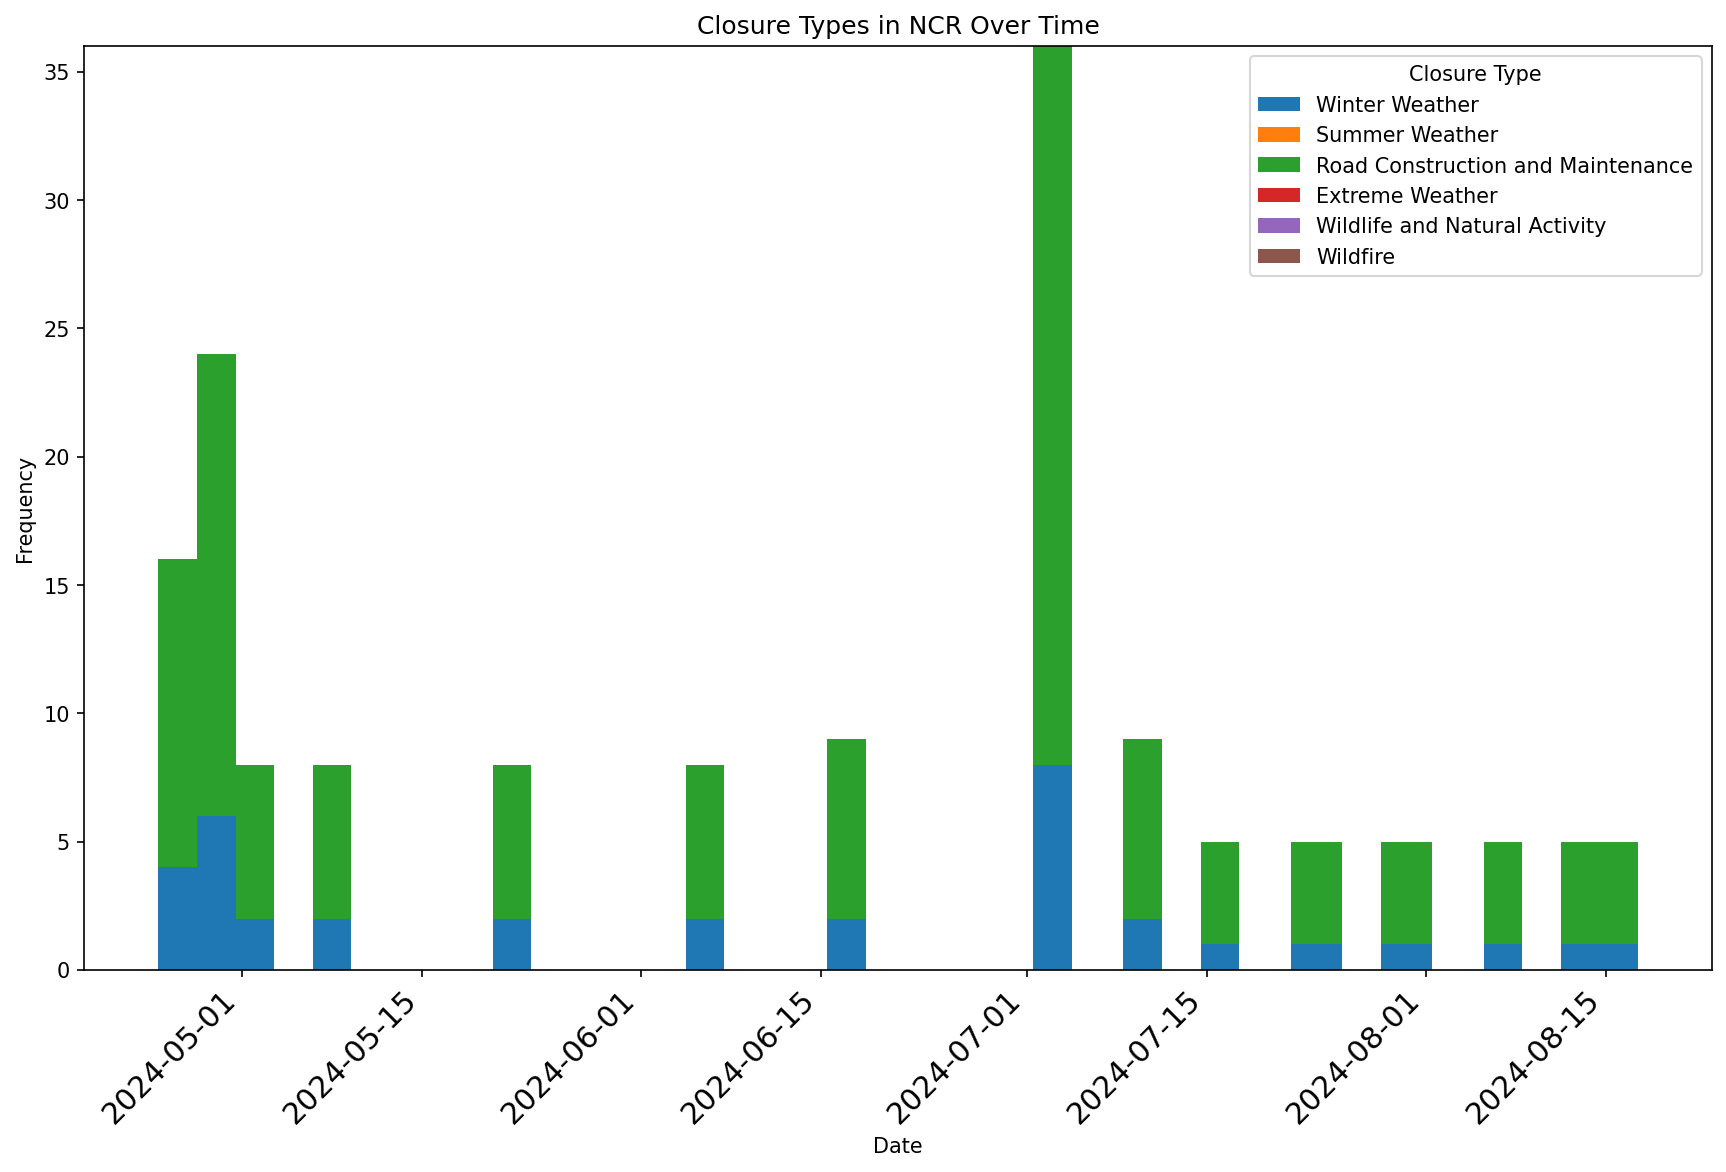 Closure Types in NCR Over Time
Closure Type
Winter Weather
Summer Weather
Road Construction and Maintenance
Extreme Weather
Wildlife and Natural Activity
Wildfire
Frequency
35
30
25
20
15
10
5
0
2024-05-01
2024-05-15
2024-06-01
2024-06-15
2024-07-01
2024-07-15
2024-08-01
2024-08-15
Date